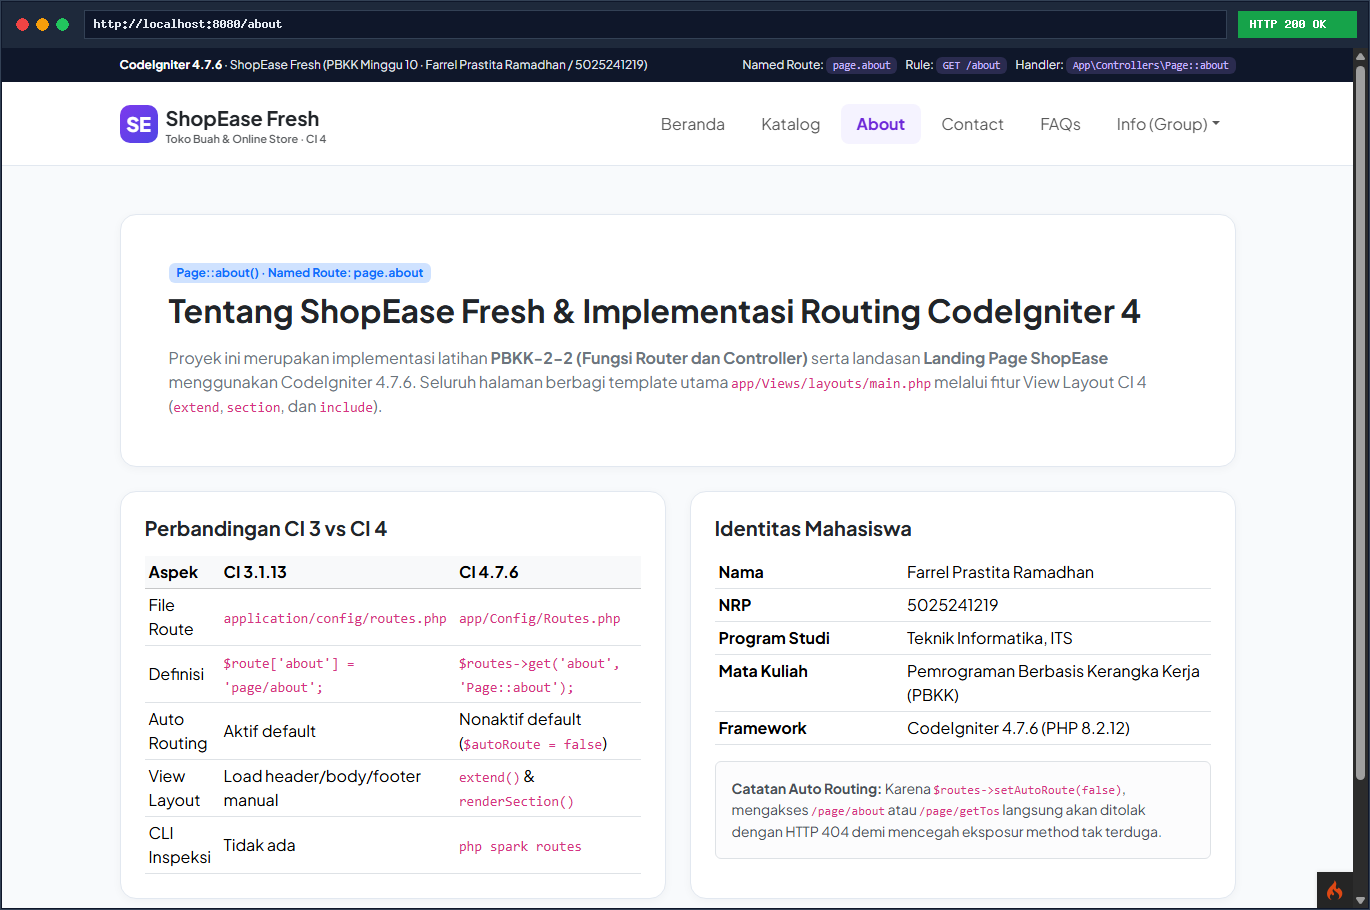 http://localhost:8080/about
HTTP 200 OK
CodeIgniter 4.7.6 · ShopEase Fresh (PBKK Minggu 10 · Farrel Prastita Ramadhan / 5025241219)
Named Route: page.about Rule: GET /about Handler: App\Controllers\Page::about
SE
ShopEase Fresh
Toko Buah & Online Store · CI 4
Beranda
Katalog
About
Contact
FAQs
Info (Group)
Page::about() · Named Route: page.about
Tentang ShopEase Fresh & Implementasi Routing CodeIgniter 4
Proyek ini merupakan implementasi latihan PBKK-2-2 (Fungsi Router dan Controller) serta landasan Landing Page ShopEase
menggunakan CodeIgniter 4.7.6. Seluruh halaman berbagi template utama app/Views/layouts/main.php melalui fitur View Layout CI 4
(extend, section, dan include).
Perbandingan CI 3 vs CI 4
Aspek CI 3.1.13 CI 4.7.6
File
Route
application/config/routes.php
app/Config/Routes.php
Definisi
$route['about'] =
'page/about';
$routes->get('about',
'Page::about');
Auto
Routing
Aktif default
Nonaktif default
($autoRoute = false)
View
Layout
Load header/body/footer
manual
extend() &
renderSection()
CLI
Inspeksi
Tidak ada
php spark routes
Identitas Mahasiswa
Nama Farrel Prastita Ramadhan
NRP 5025241219
Program Studi Teknik Informatika, ITS
Mata Kuliah Pemrograman Berbasis Kerangka Kerja
(PBKK)
Framework CodeIgniter 4.7.6 (PHP 8.2.12)
Catatan Auto Routing: Karena $routes->setAutoRoute(false),
mengakses /page/about atau /page/getTos langsung akan ditolak
dengan HTTP 404 demi mencegah eksposur method tak terduga.